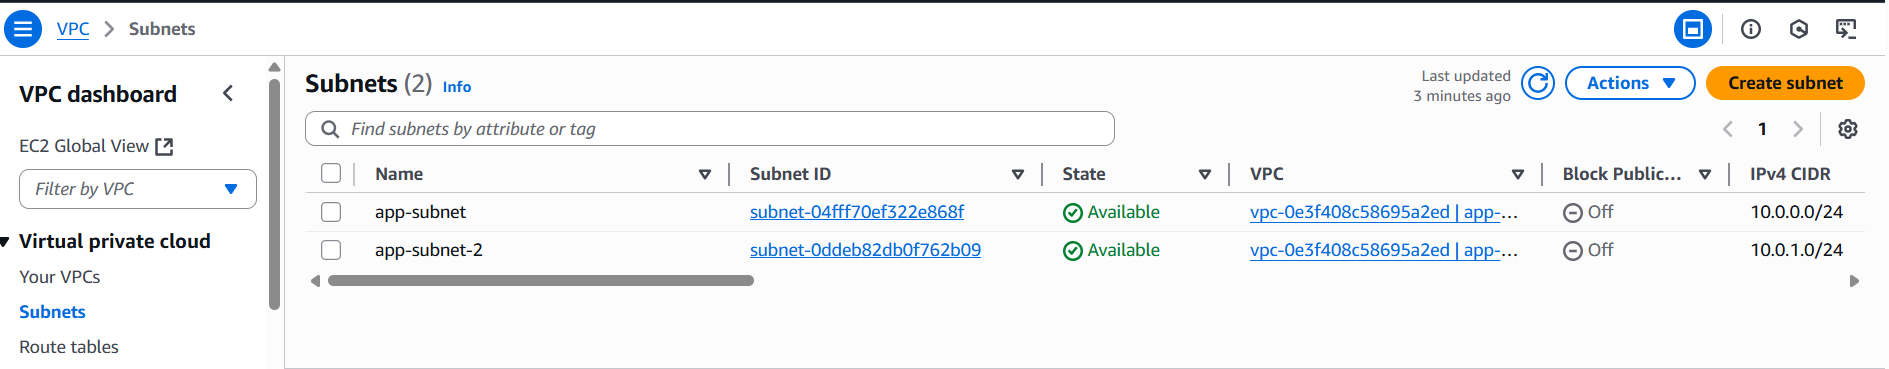 VPC > Subnets
VPC dashboard
EC2 Global View
Filter by VPC
Virtual private cloud
Your VPCs
Subnets
Route tables
Subnets (2) Info
Last updated
3 minutes ago
Actions
Create subnet
Find subnets by attribute or tag
1
Name Subnet ID State VPC Block Public... IPv4 CIDR
app-subnet subnet-04fff70ef322e868f Available vpc-0e3f408c58695a2ed | app-... Off 10.0.0.0/24
app-subnet-2 subnet-0ddeb82db0f762b09 Available vpc-0e3f408c58695a2ed | app-... Off 10.0.1.0/24